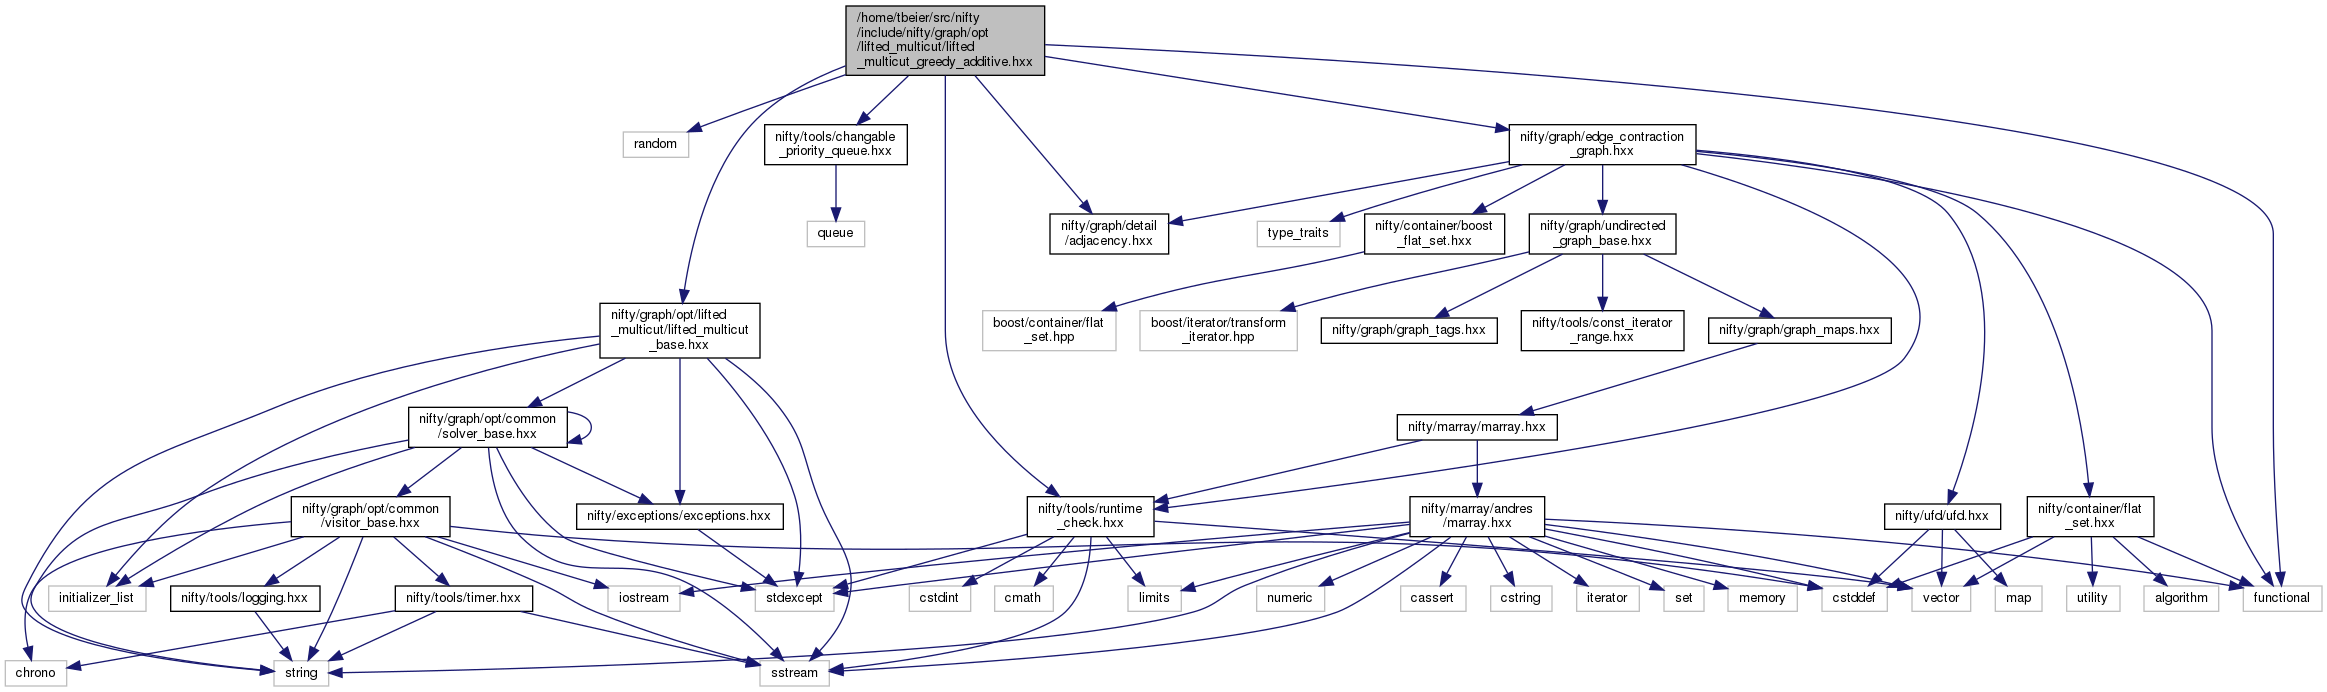 /home/tbeier/src/nifty
/include/nifty/graph/opt
/lifted_multicut/lifted
_multicut_greedy_additive.hxx
random
nifty/tools/changable
_priority_queue.hxx
nifty/graph/edge_contraction
_graph.hxx
queue
nifty/graph/detail
/adjacency.hxx
type_traits
nifty/container/boost
_flat_set.hxx
nifty/graph/undirected
_graph_base.hxx
nifty/graph/opt/lifted
_multicut/lifted_multicut
_base.hxx
boost/container/flat
_set.hpp
boost/iterator/transform
_iterator.hpp
nifty/graph/graph_tags.hxx
nifty/tools/const_iterator
_range.hxx
nifty/graph/graph_maps.hxx
nifty/graph/opt/common
/solver_base.hxx
nifty/marray/marray.hxx
nifty/graph/opt/common
/visitor_base.hxx
nifty/exceptions/exceptions.hxx
nifty/tools/runtime
_check.hxx
nifty/marray/andres
/marray.hxx
nifty/ufd/ufd.hxx
nifty/container/flat
_set.hxx
initializer_list
nifty/tools/logging.hxx
nifty/tools/timer.hxx
iostream
stdexcept
cstdint
cmath
limits
numeric
cassert
cstring
iterator
set
memory
cstddef
vector
map
utility
algorithm
functional
chrono
string
sstream